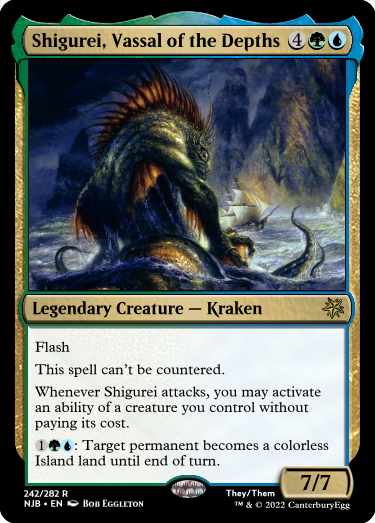 Shigurei, Vassal of the Depths 4
Legendary Creature — Kraken
Flash
This spell can't be countered.
Whenever Shigurei attacks, you may activate
an ability of a creature you control without
paying its cost.
1: Target permanent becomes a colorless
Island land until end of turn.
7/7
242/282 R
NJB • EN Bob Eggleton
They/Them
™ & © 2022 CanterburyEgg